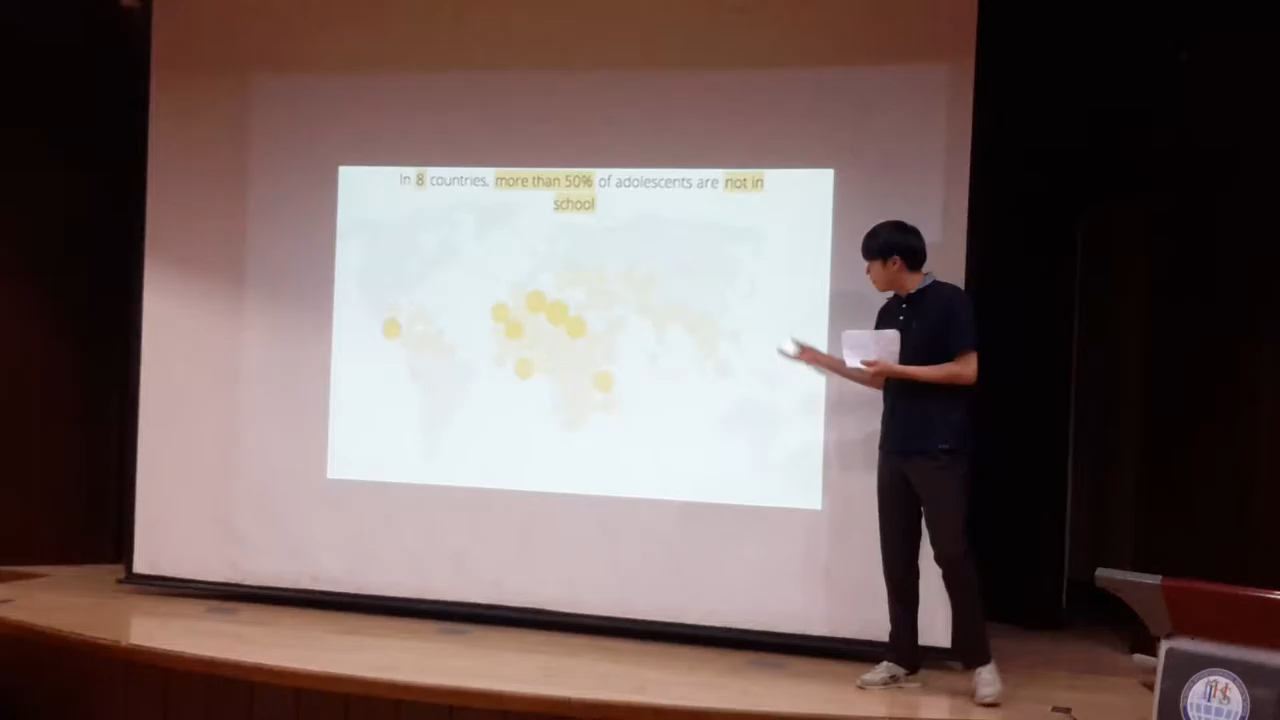 In 8 countries, more than 50% of adolescents are not in
school